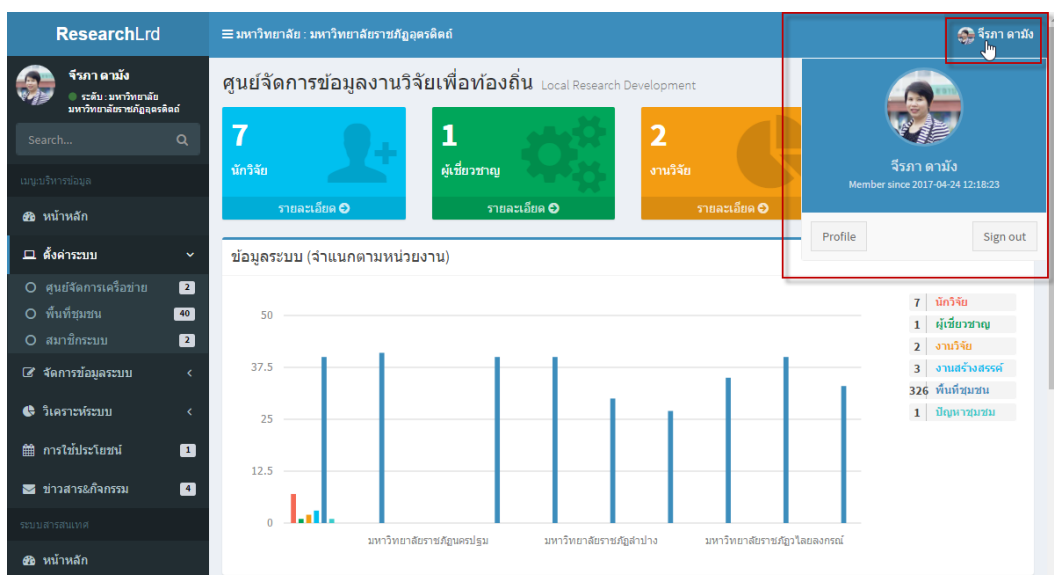 ResearchLrd
☰ มหาวิทยาลัย : มหาวิทยาลัยราชภัฏอุตรดิตถ์
จีรภา ดามัง
จีรภา ดามัง
ระดับ : มหาวิทยาลัย
มหาวิทยาลัยราชภัฏอุตรดิตถ์
Search...
เมนูบริหารข้อมูล
หน้าหลัก
ตั้งค่าระบบ
ศูนย์จัดการเครือข่าย 2
พื้นที่ชุมชน 40
สมาชิกระบบ 2
จัดการข้อมูลระบบ
วิเคราะห์ระบบ
การใช้ประโยชน์ 1
ข่าวสาร&กิจกรรม 4
ระบบสารสนเทศ
หน้าหลัก
ศูนย์จัดการข้อมูลงานวิจัยเพื่อท้องถิ่น Local Research Development
7
นักวิจัย
รายละเอียด
1
ผู้เชี่ยวชาญ
รายละเอียด
2
งานวิจัย
รายละเอียด
จีรภา ดามัง
Member since 2017-04-24 12:18:23
Profile
Sign out
ข้อมูลระบบ (จำแนกตามหน่วยงาน)
50
37.5
25
12.5
0
มหาวิทยาลัยราชภัฏนครปฐม
มหาวิทยาลัยราชภัฏลำปาง
มหาวิทยาลัยราชภัฏวไลยลงกรณ์
7 นักวิจัย
1 ผู้เชี่ยวชาญ
2 งานวิจัย
3 งานสร้างสรรค์
326 พื้นที่ชุมชน
1 ปัญหาชุมชม